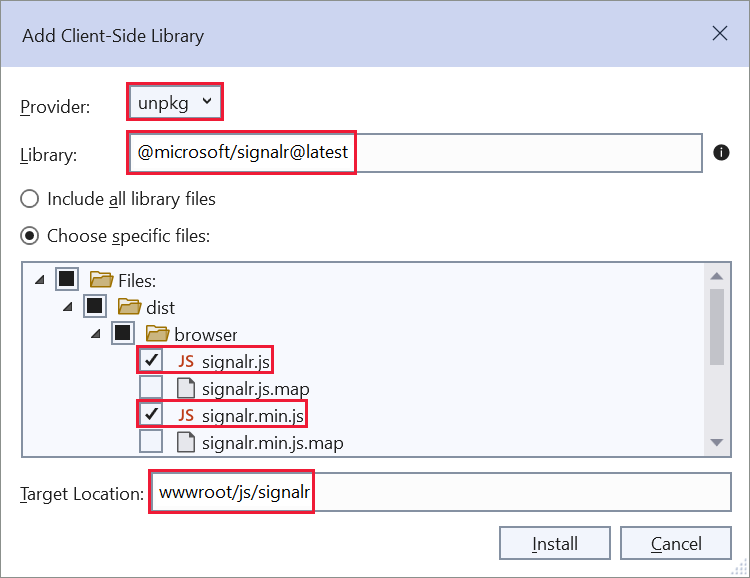 Add Client-Side Library
Provider: unpkg
Library: @microsoft/signalr@latest
Include all library files
Choose specific files:
Files:
dist
browser
JS signalr.js
signalr.js.map
JS signalr.min.js
signalr.min.js.map
Target Location: wwwroot/js/signalr
Install Cancel